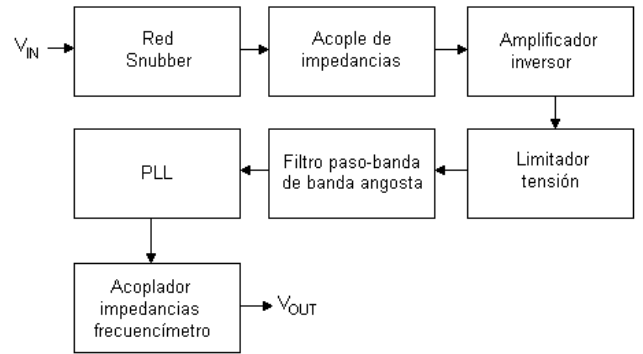 V_IN
Red
Snubber
Acople de
impedancias
Amplificador
inversor
Limitador
tensión
Filtro paso-banda
de banda angosta
PLL
Acoplador
impedancias
frecuencímetro
V_OUT